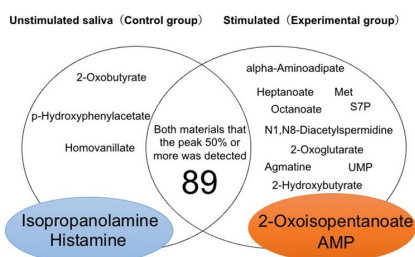 Unstimulated saliva（Control group）
Stimulated（Experimental group）
2-Oxobutyrate
p-Hydroxyphenylacetate
Homovanillate
Both materials that
the peak 50% or
more was detected
89
alpha-Aminoadipate
Heptanoate Met
Octanoate S7P
N1,N8-Diacetylspermidine
2-Oxoglutarate
Agmatine UMP
2-Hydroxybutyrate
Isopropanolamine
Histamine
2-Oxoisopentanoate
AMP